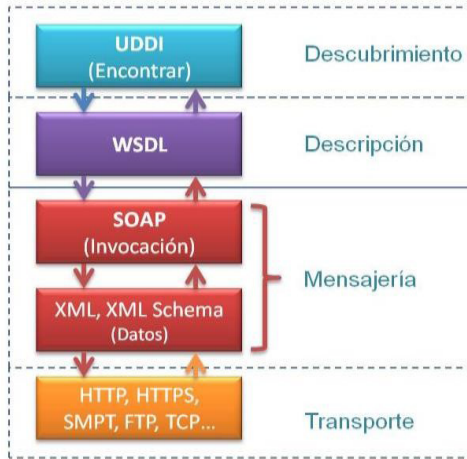 UDDI
(Encontrar)
Descubrimiento
WSDL
Descripción
SOAP
(Invocación)
Mensajería
XML, XML Schema
(Datos)
HTTP, HTTPS,
SMPT, FTP, TCP...
Transporte